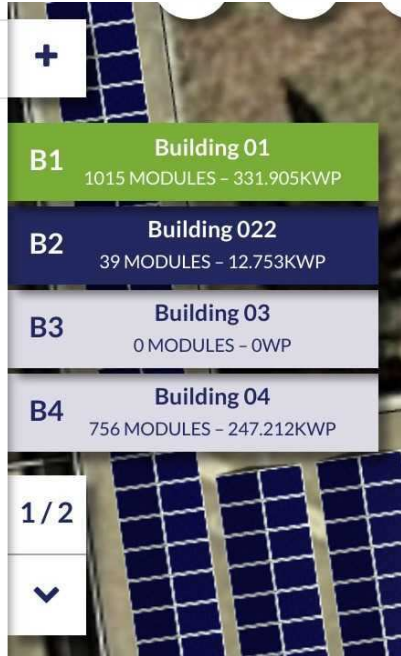 +
B1
Building 01
1015 MODULES – 331.905KWP
B2
Building 022
39 MODULES – 12.753KWP
B3
Building 03
0 MODULES – 0WP
B4
Building 04
756 MODULES – 247.212KWP
1 / 2